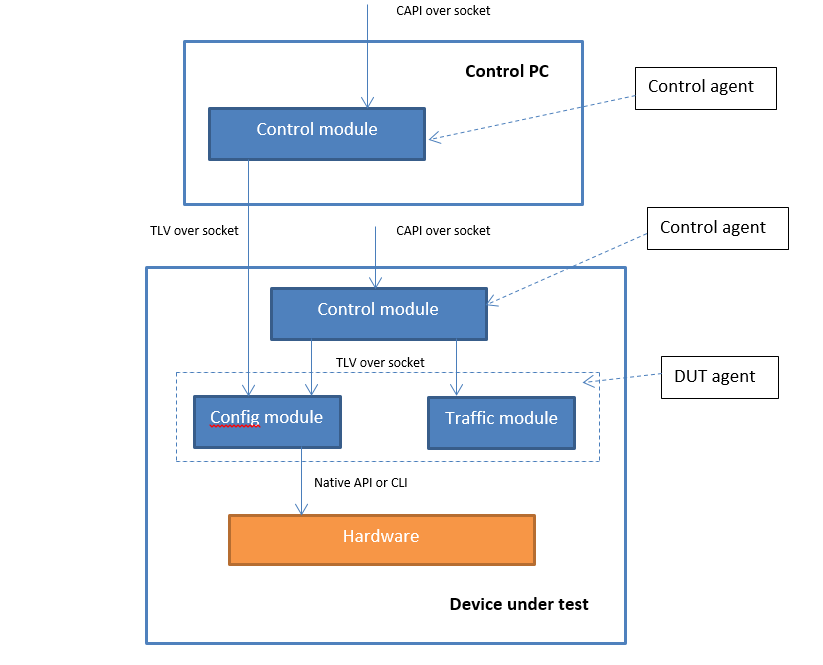 CAPI over socket
Control PC
Control agent
Control module
TLV over socket
CAPI over socket
Control agent
Control module
TLV over socket
DUT agent
Config module
Traffic module
Native API or CLI
Hardware
Device under test